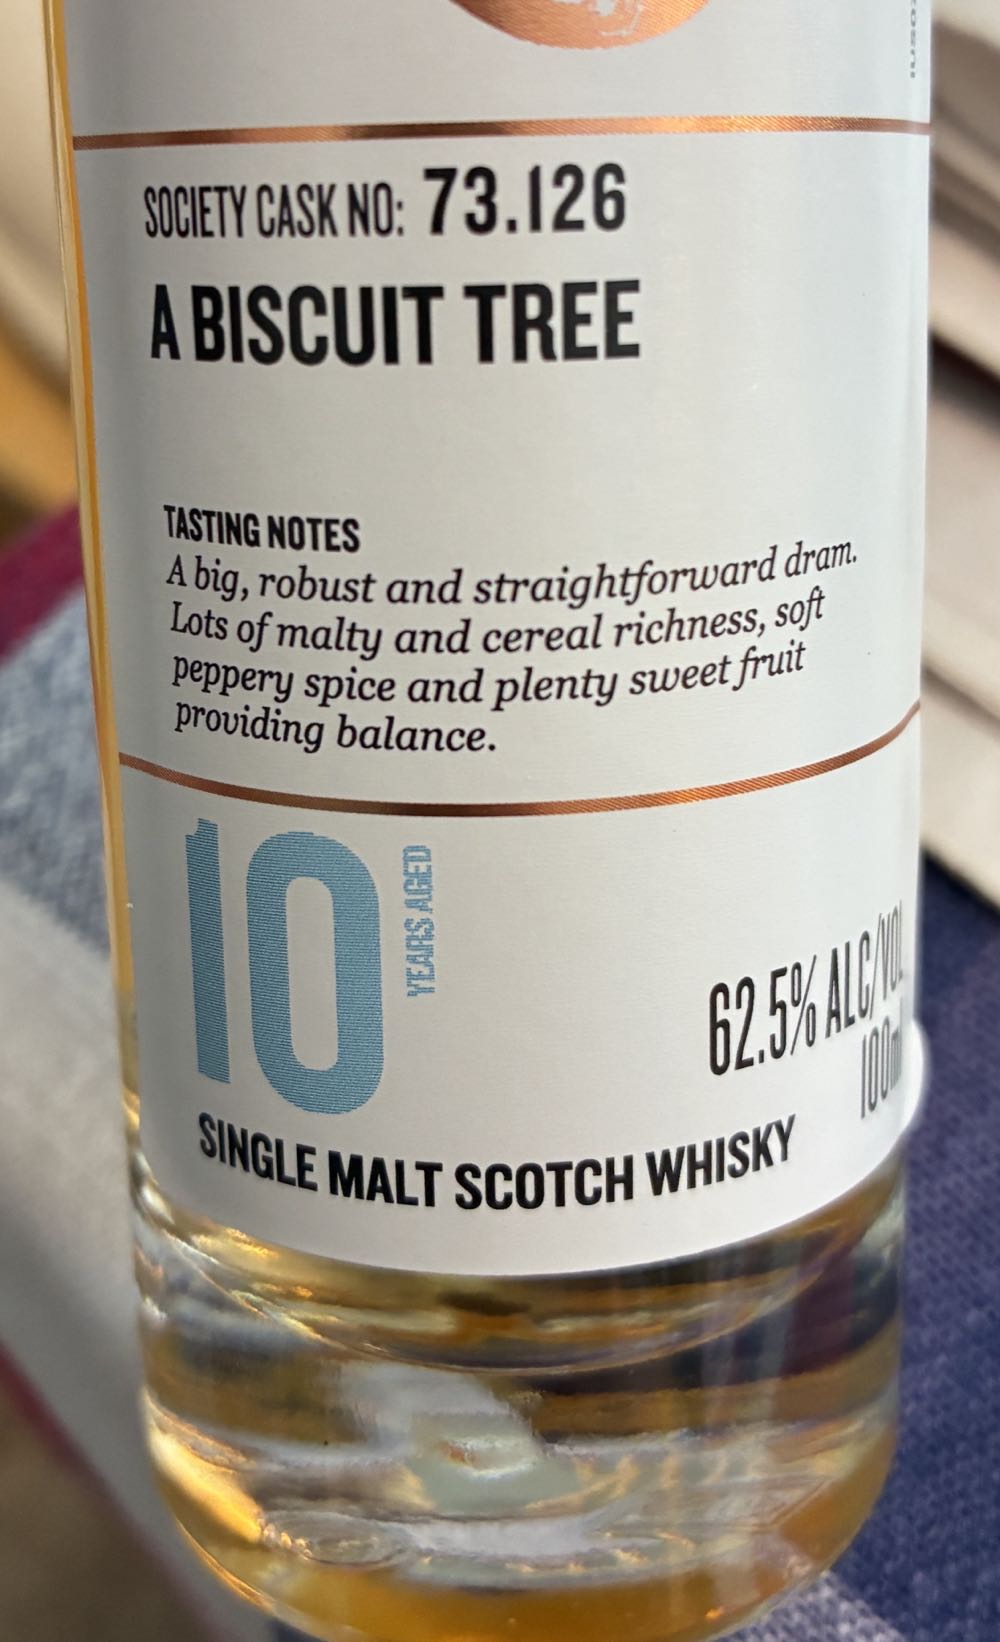 SOCIETY CASK NO: 73.126
A BISCUIT TREE
TASTING NOTES
A big, robust and straightforward dram.
Lots of malty and cereal richness, soft
peppery spice and plenty sweet fruit
providing balance.
10 YEARS AGED
62.5% ALC/VOL
100ml
SINGLE MALT SCOTCH WHISKY